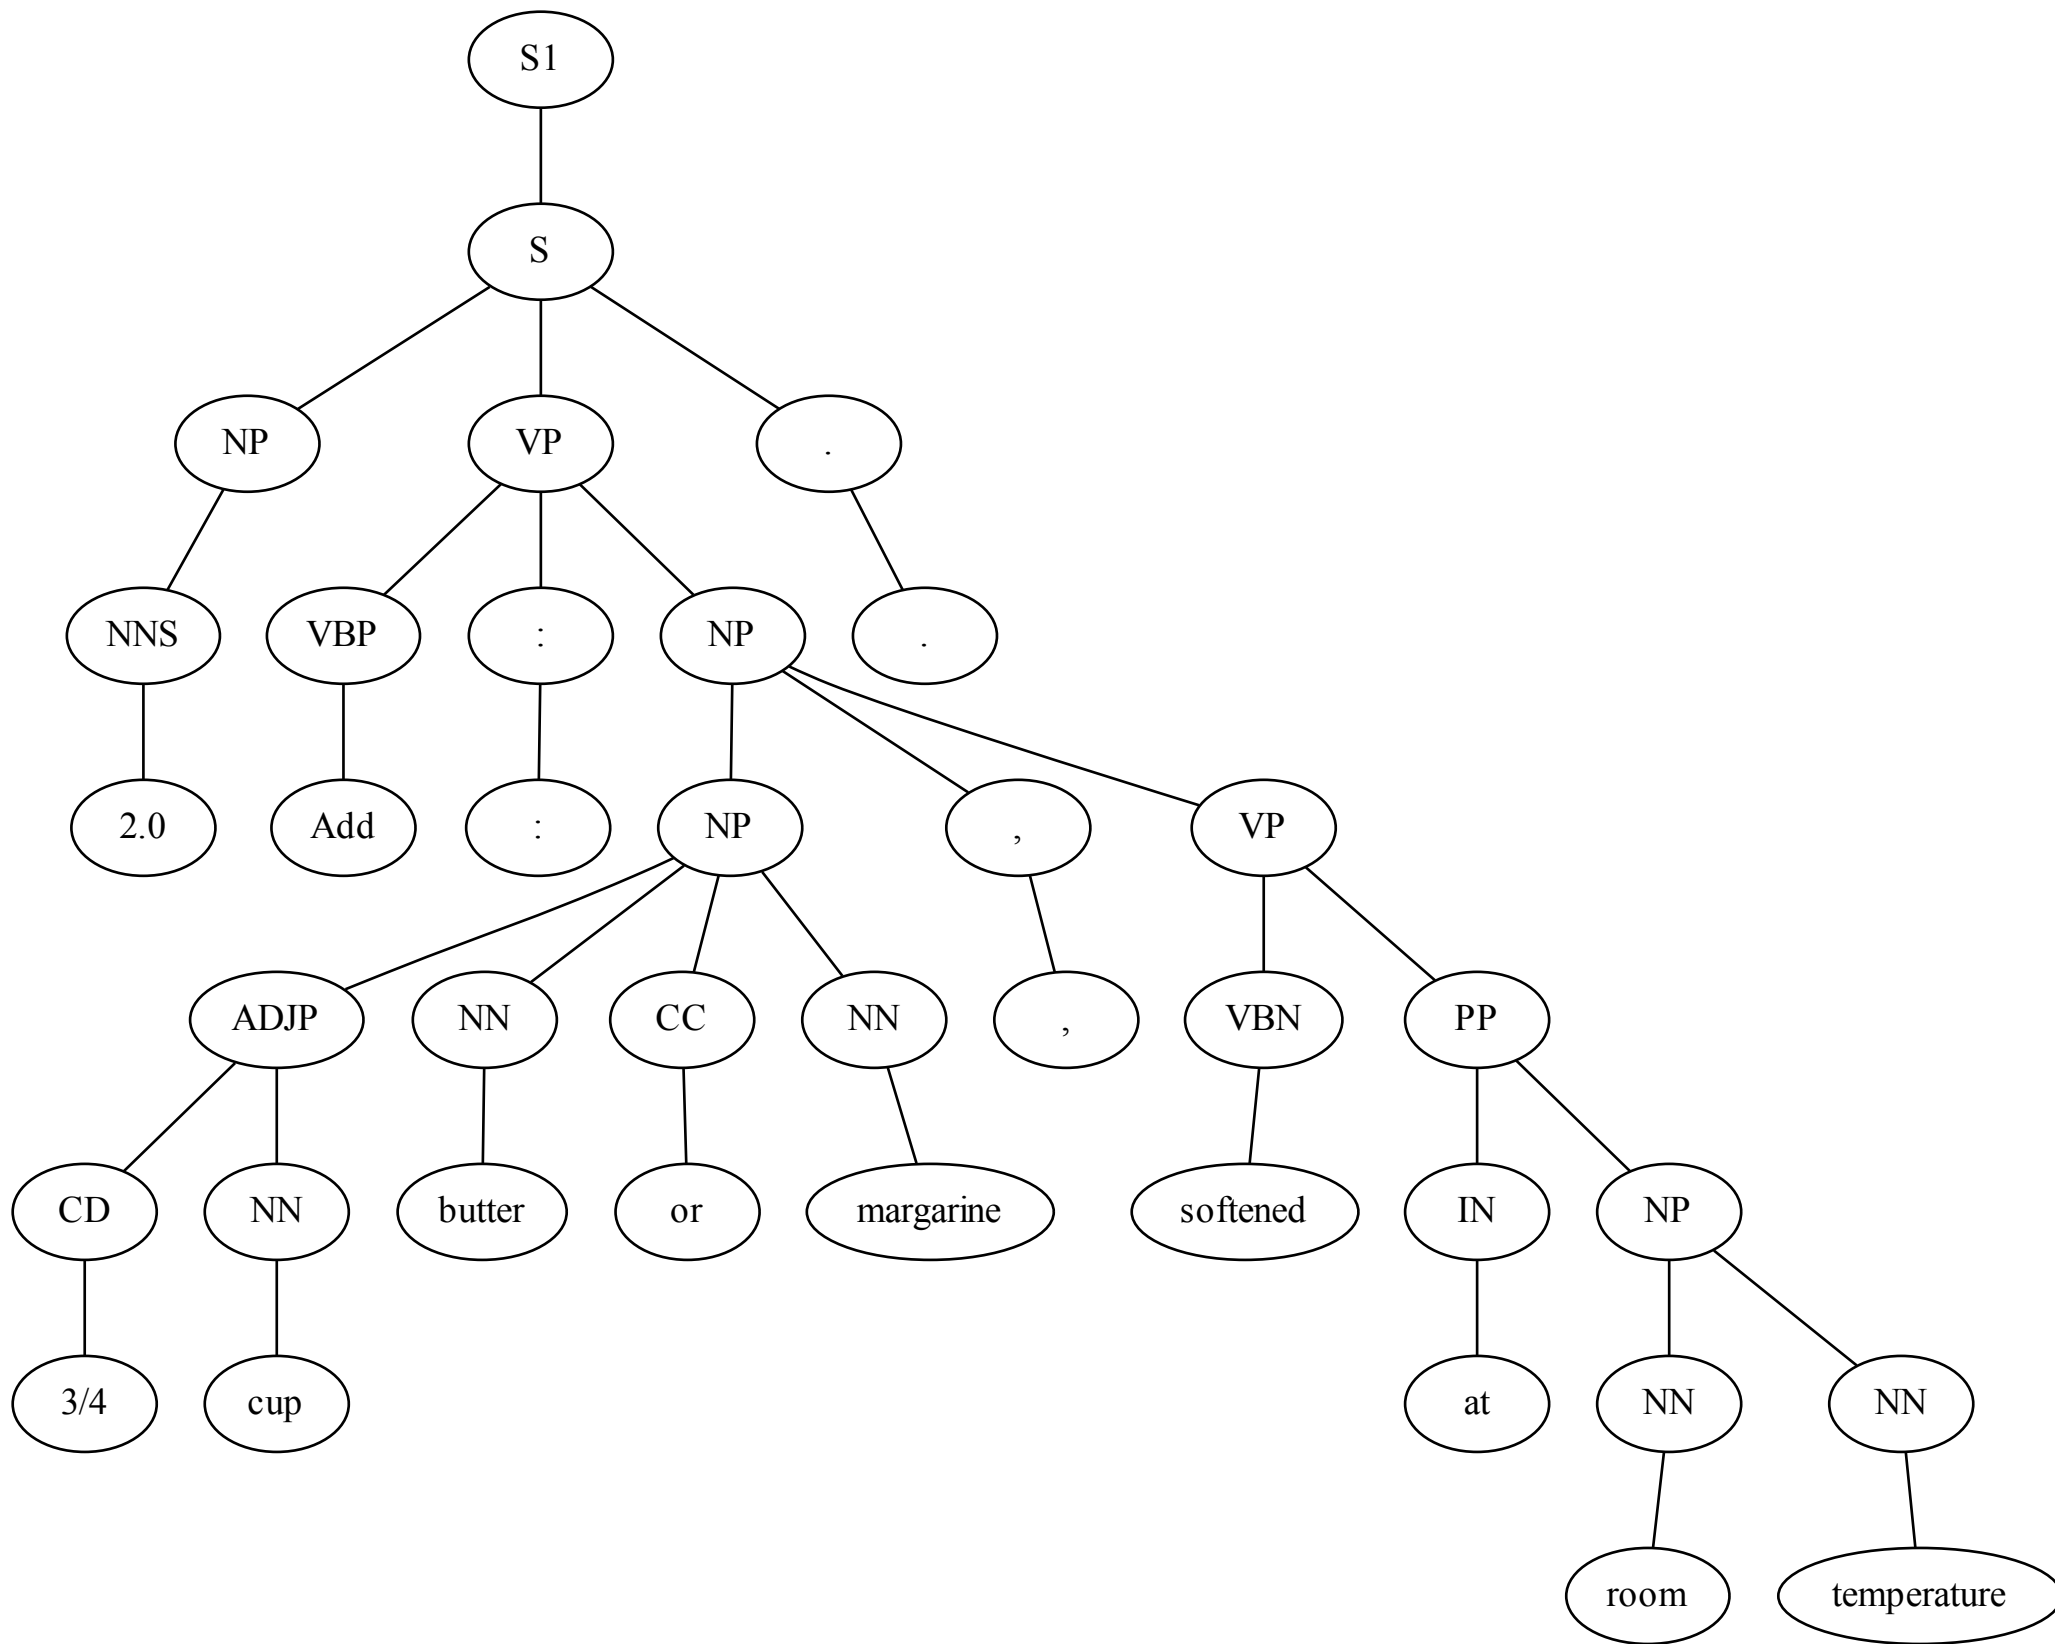 S1
S
NP VP .
NNS VBP : NP .
2.0 Add : NP , VP
ADJP NN CC NN , VBN PP
CD NN butter or margarine softened IN NP
3/4 cup at NN NN
room temperature